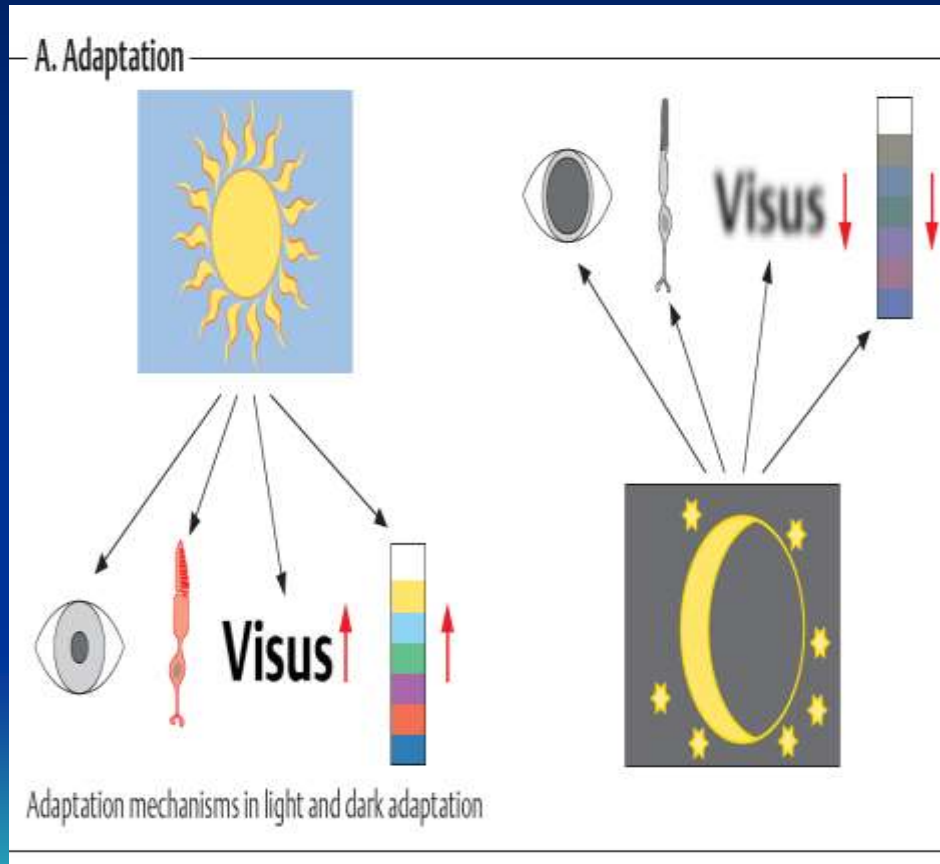 A. Adaptation
Visus
Visus
Adaptation mechanisms in light and dark adaptation